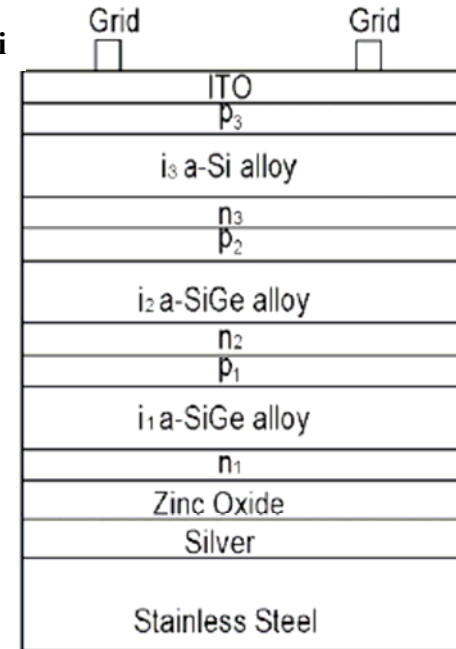 Grid Grid
i
ITO
p₃
i₃ a-Si alloy
n₃
p₂
i₂ a-SiGe alloy
n₂
p₁
i₁ a-SiGe alloy
n₁
Zinc Oxide
Silver
Stainless Steel